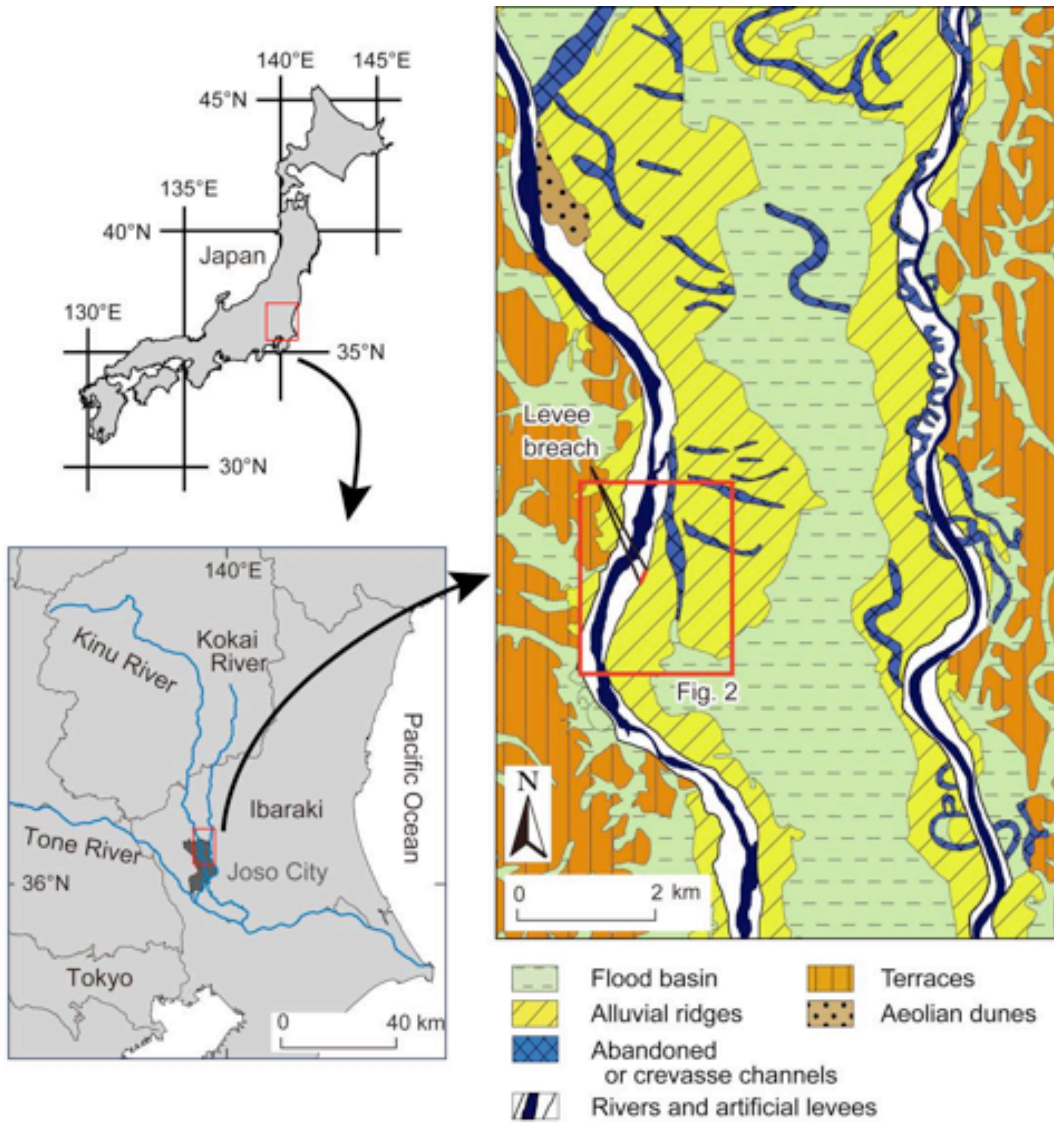 140°E
145°E
45°N
135°E
40°N
Japan
130°E
35°N
30°N
140°E
Kinu River
Kokai
River
Pacific Ocean
Ibaraki
Tone River
Joso City
36°N
Tokyo
0
40 km
Levee
breach
Fig. 2
N
0
2 km
Flood basin
Terraces
Alluvial ridges
Aeolian dunes
Abandoned
or crevasse channels
Rivers and artificial levees